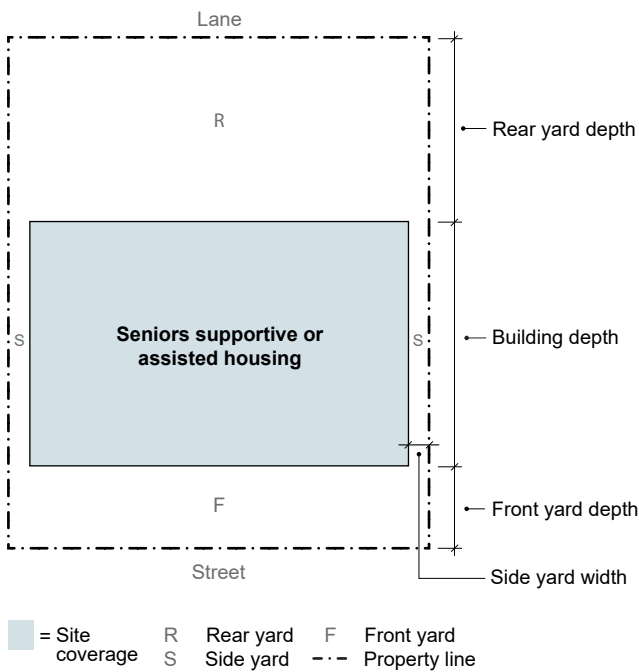 Lane
R
Rear yard depth
Seniors supportive or
assisted housing
S
S
Building depth
F
Front yard depth
Street
Side yard width
= Site
coverage
R Rear yard F Front yard
S Side yard Property line